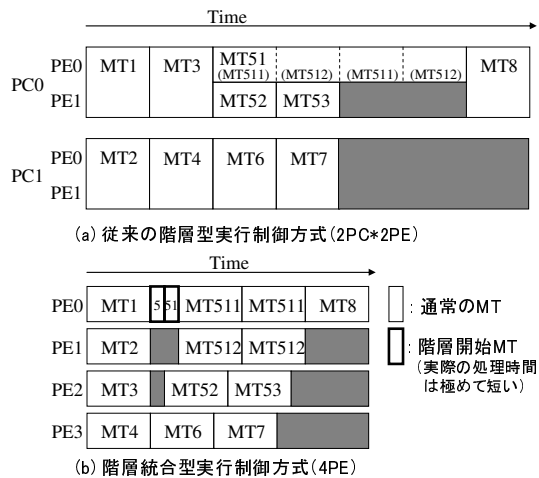 Time
PC0
PE0
PE1
MT1
MT3
MT51
(MT511)
(MT512)
(MT511)
(MT512)
MT8
MT52
MT53
PC1
PE0
PE1
MT2
MT4
MT6
MT7
(a) 従来の階層型実行制御方式(2PC*2PE)
Time
PE0 MT1 5 51 MT511 MT511 MT8
PE1 MT2 MT512 MT512
PE2 MT3 MT52 MT53
PE3 MT4 MT6 MT7
: 通常のMT
: 階層開始MT
(実際の処理時間
は極めて短い)
(b) 階層統合型実行制御方式(4PE)